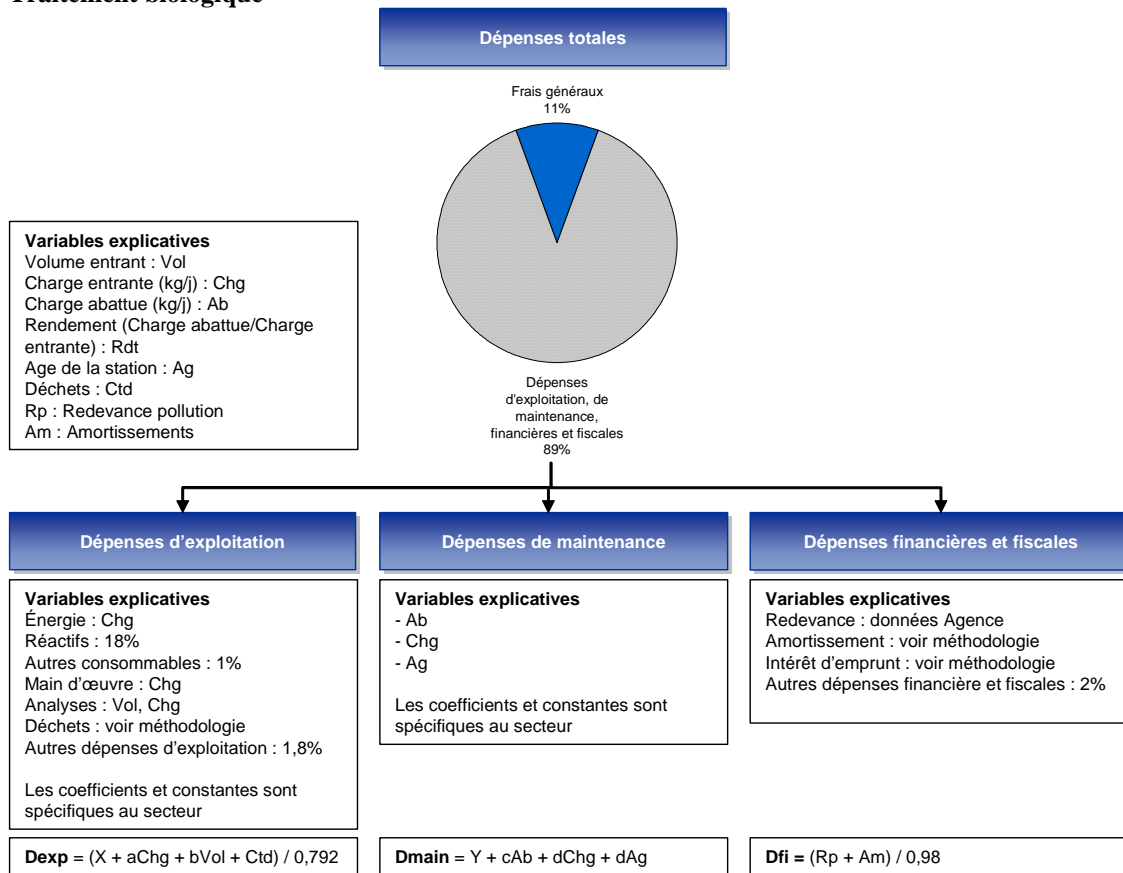 Traitement biologique
Dépenses totales
Frais généraux
11%
Variables explicatives
Volume entrant : Vol
Charge entrante (kg/j) : Chg
Charge abattue (kg/j) : Ab
Rendement (Charge abattue/Charge
entrante) : Rdt
Age de la station : Ag
Déchets : Ctd
Rp : Redevance pollution
Am : Amortissements
Dépenses
d'exploitation, de
maintenance,
financières et fiscales
89%
Dépenses d'exploitation
Variables explicatives
Énergie : Chg
Réactifs : 18%
Autres consommables : 1%
Main d'œuvre : Chg
Analyses : Vol, Chg
Déchets : voir méthodologie
Autres dépenses d'exploitation : 1,8%
Les coefficients et constantes sont
spécifiques au secteur
Dexp = (X + aChg + bVol + Ctd) / 0,792
Dépenses de maintenance
Variables explicatives
- Ab
- Chg
- Ag
Les coefficients et constantes sont
spécifiques au secteur
Dmain = Y + cAb + dChg + dAg
Dépenses financières et fiscales
Variables explicatives
Redevance : données Agence
Amortissement : voir méthodologie
Intérêt d'emprunt : voir méthodologie
Autres dépenses financière et fiscales : 2%
Dfi = (Rp + Am) / 0,98